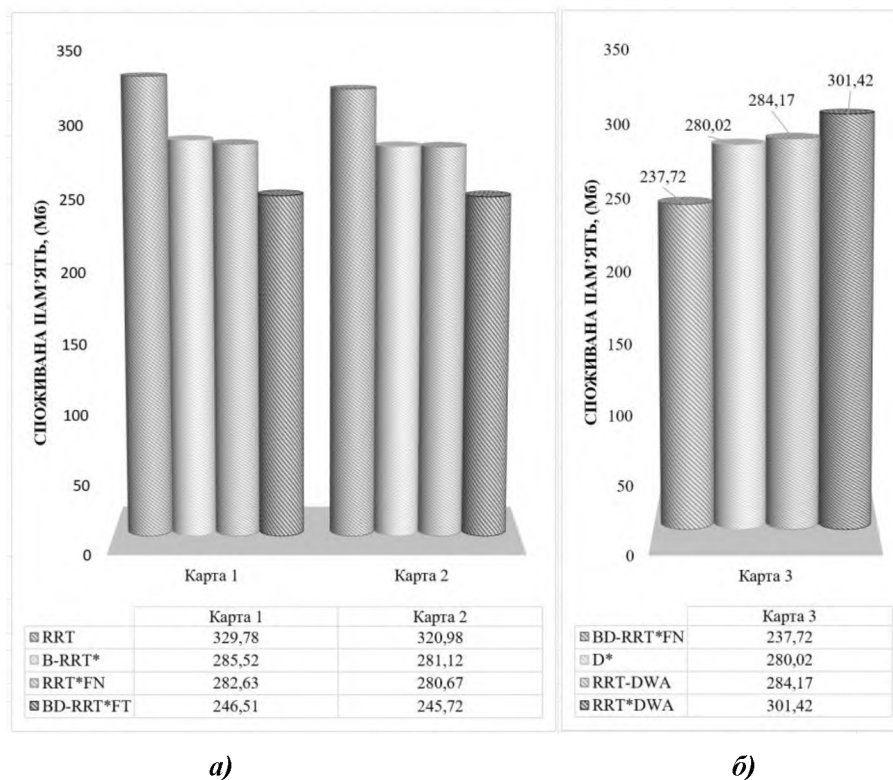 350
300
250
200
150
100
50
0
СПОЖИВАНА ПАМ'ЯТЬ, (Мб)
Карта 1 Карта 2
Карта 1 Карта 2
RRT 329,78 320,98
B-RRT* 285,52 281,12
RRT*FN 282,63 280,67
BD-RRT*FT 246,51 245,72
а)
350
300
250
200
150
100
50
0
СПОЖИВАНА ПАМ'ЯТЬ, (Мб)
237,72
280,02
284,17
301,42
Карта 3
Карта 3
BD-RRT*FN 237,72
D* 280,02
RRT-DWA 284,17
RRT*DWA 301,42
б)